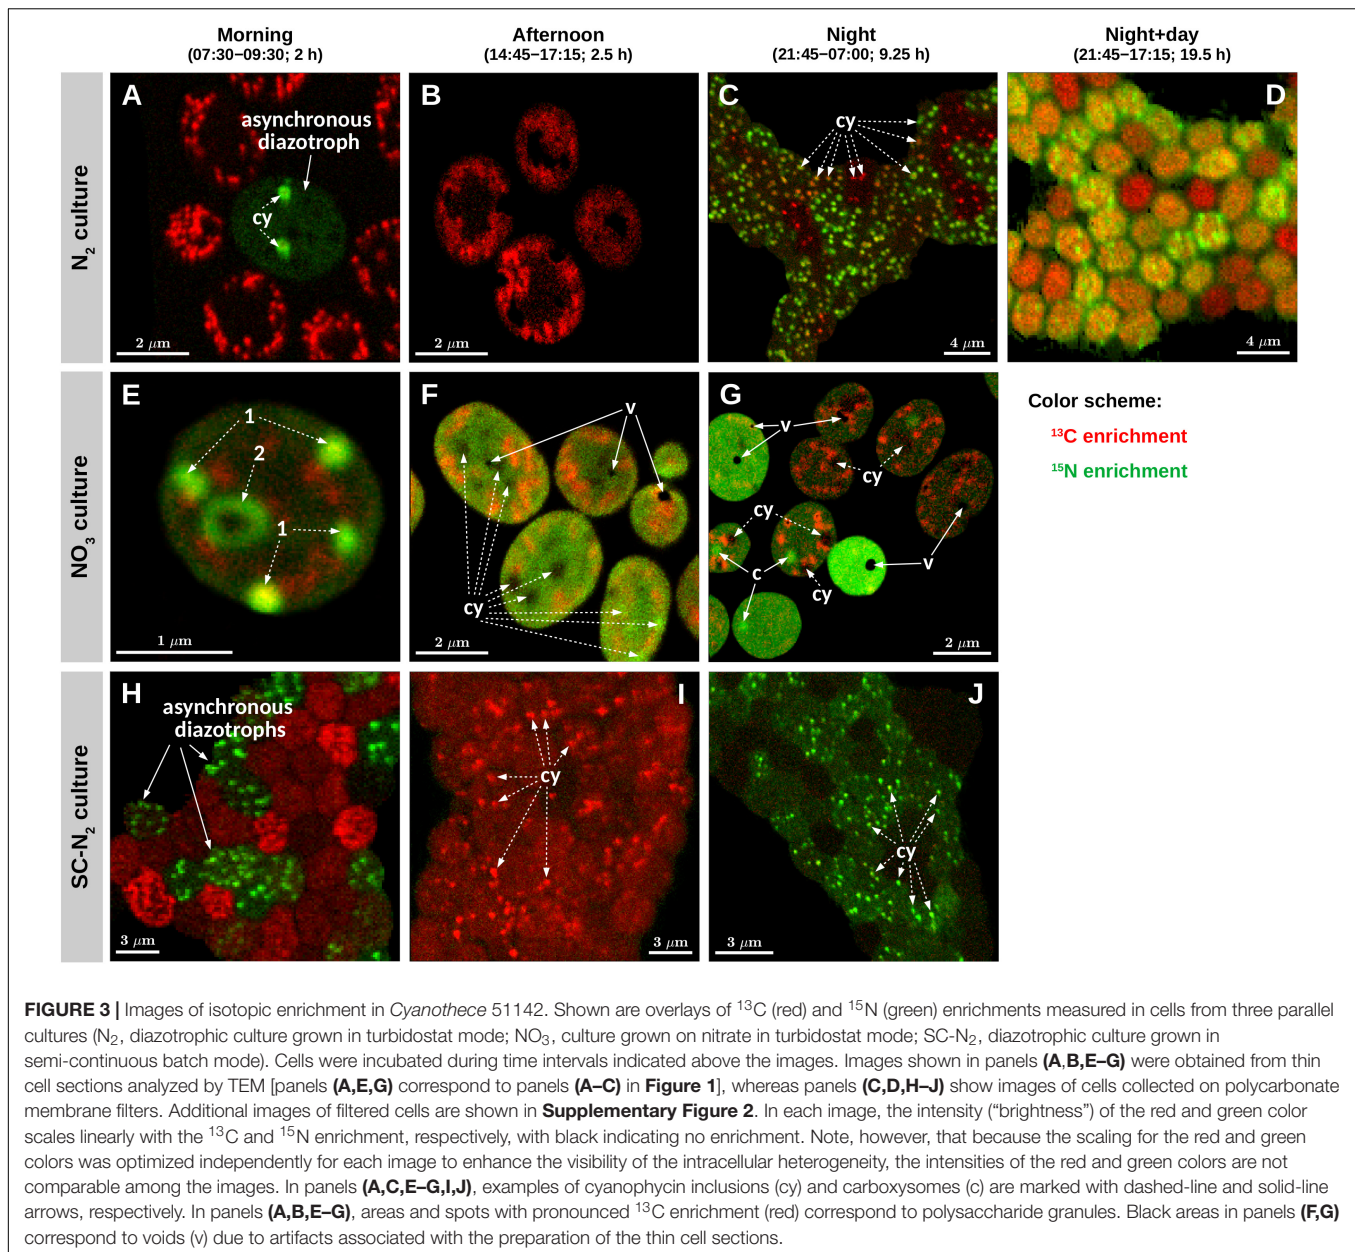 Morning
(07:30–09:30; 2 h)
Afternoon
(14:45–17:15; 2.5 h)
Night
(21:45–07:00; 9.25 h)
Night+day
(21:45–17:15; 19.5 h)
N2 culture
A
asynchronous
diazotroph
cy
2 μm
B
2 μm
C
cy
4 μm
D
4 μm
NO3 culture
E
1
2
1
1 μm
F
v
cy
2 μm
G
v
cy
cy
c
v
cy
2 μm
Color scheme:
13C enrichment
15N enrichment
SC-N2 culture
H
asynchronous
diazotrophs
3 μm
I
cy
3 μm
J
cy
3 μm
FIGURE 3 | Images of isotopic enrichment in Cyanothece 51142. Shown are overlays of 13C (red) and 15N (green) enrichments measured in cells from three parallel
cultures (N2, diazotrophic culture grown in turbidostat mode; NO3, culture grown on nitrate in turbidostat mode; SC-N2, diazotrophic culture grown in
semi-continuous batch mode). Cells were incubated during time intervals indicated above the images. Images shown in panels (A,B,E–G) were obtained from thin
cell sections analyzed by TEM [panels (A,E,G) correspond to panels (A–C) in Figure 1], whereas panels (C,D,H–J) show images of cells collected on polycarbonate
membrane filters. Additional images of filtered cells are shown in Supplementary Figure 2. In each image, the intensity (“brightness”) of the red and green color
scales linearly with the 13C and 15N enrichment, respectively, with black indicating no enrichment. Note, however, that because the scaling for the red and green
colors was optimized independently for each image to enhance the visibility of the intracellular heterogeneity, the intensities of the red and green colors are not
comparable among the images. In panels (A,C,E–G,I,J), examples of cyanophycin inclusions (cy) and carboxysomes (c) are marked with dashed-line and solid-line
arrows, respectively. In panels (A,B,E–G), areas and spots with pronounced 13C enrichment (red) correspond to polysaccharide granules. Black areas in panels (F,G)
correspond to voids (v) due to artifacts associated with the preparation of the thin cell sections.